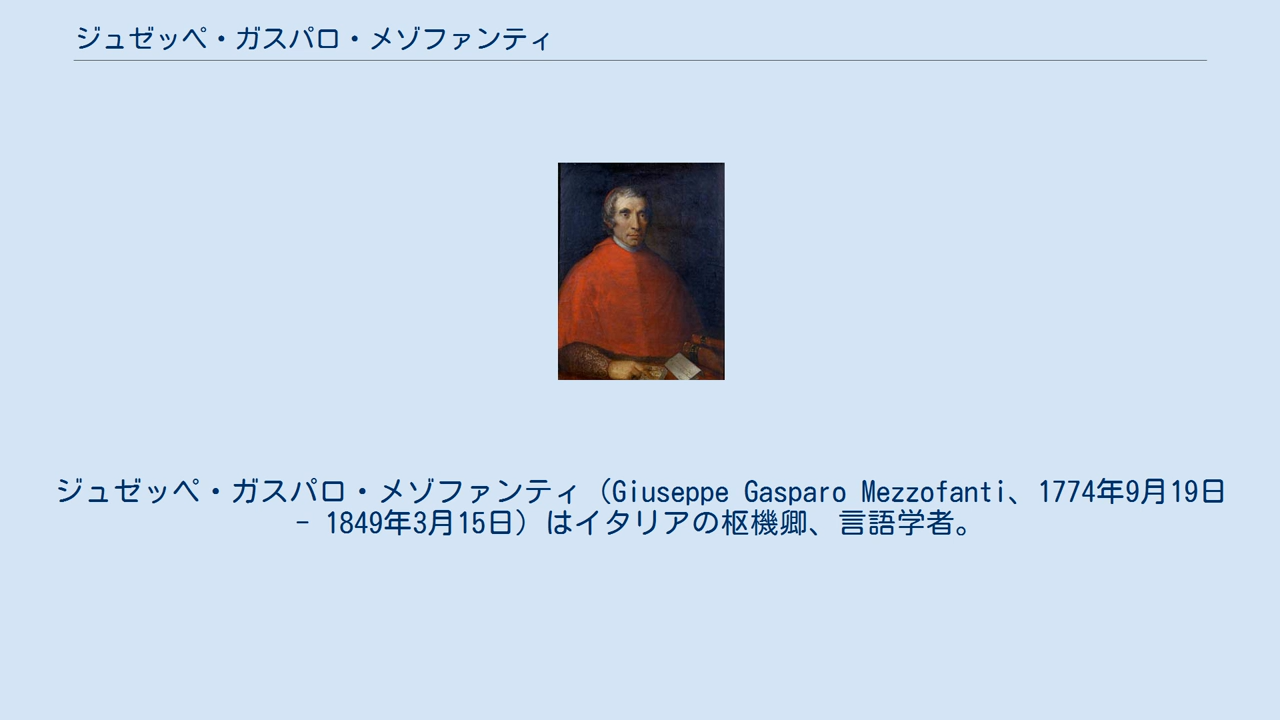 ジュゼッペ・ガスパロ・メゾファンティ
ジュゼッペ・ガスパロ・メゾファンティ（Giuseppe Gasparo Mezzofanti、1774年9月19日
- 1849年3月15日）はイタリアの枢機卿、言語学者。